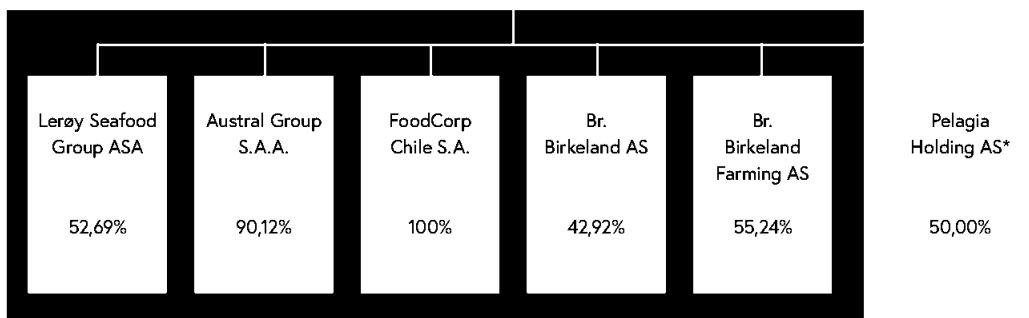 Lerøy Seafood
Group ASA
52,69%
Austral Group
S.A.A.
90,12%
FoodCorp
Chile S.A.
100%
Br.
Birkeland AS
42,92%
Br.
Birkeland
Farming AS
55,24%
Pelagia
Holding AS*
50,00%